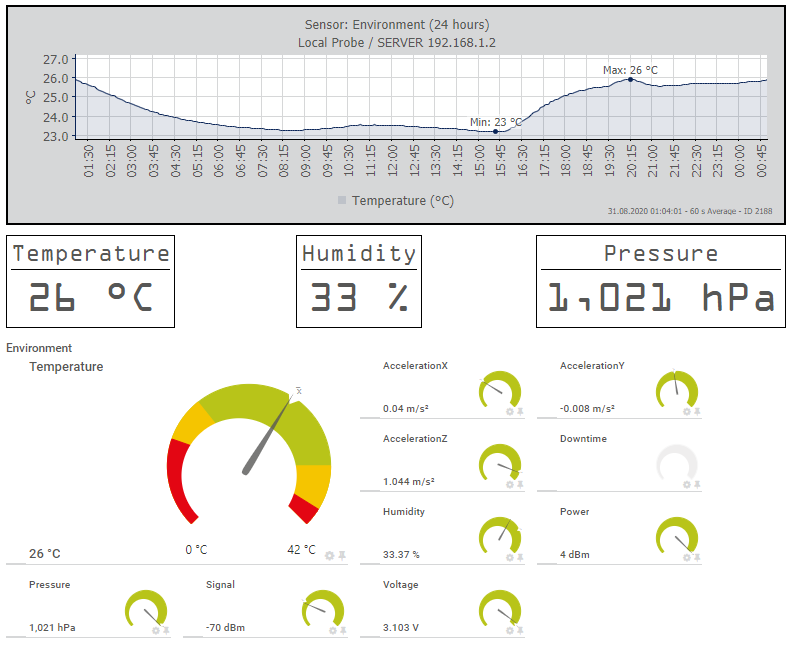 Sensor: Environment (24 hours)
Local Probe / SERVER 192.168.1.2
27.0
26.0
25.0
24.0
23.0
°C
Max: 26 °C
Min: 23 °C
01:30 02:15 03:00 03:45 04:30 05:15 06:00 06:45 07:30 08:15 09:00 09:45 10:30 11:15 12:00 12:45 13:30 14:15 15:00 15:45 16:30 17:15 18:00 18:45 19:30 20:15 21:00 21:45 22:30 23:15 00:00 00:45
Temperature (°C)
31.08.2020 01:04:01 - 60 s Average - ID 2188
Temperature
26 °C
Humidity
33 %
Pressure
1,021 hPa
Environment
Temperature
x̄
0 °C
42 °C
26 °C
AccelerationX
0.04 m/s²
AccelerationY
-0.008 m/s²
AccelerationZ
1.044 m/s²
Downtime
Humidity
33.37 %
Power
4 dBm
Pressure
1,021 hPa
Signal
-70 dBm
Voltage
3.103 V